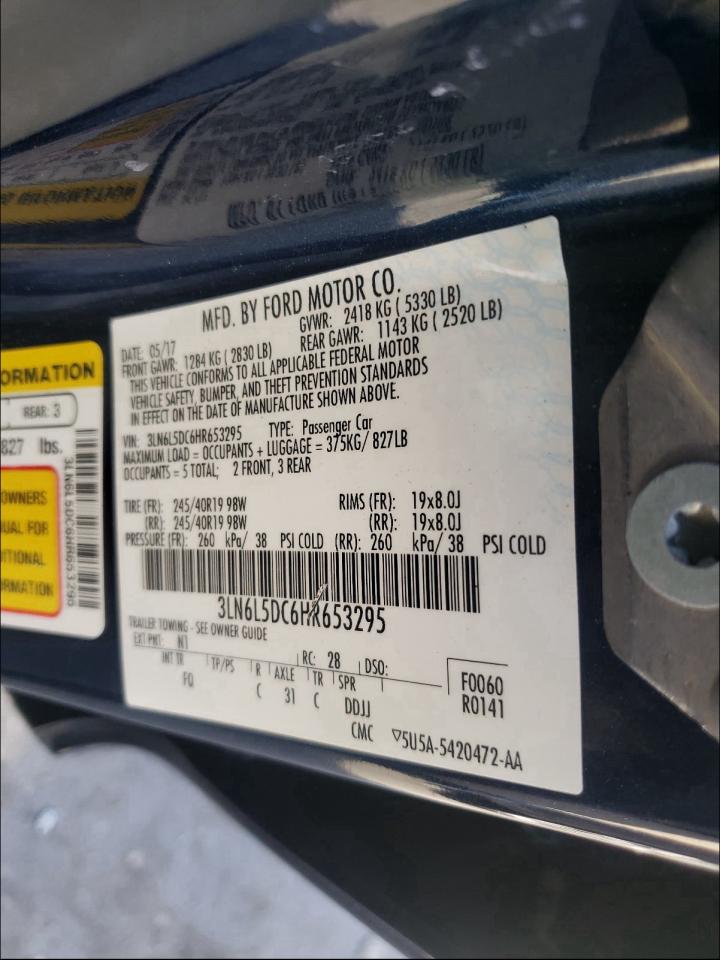 MFD. BY FORD MOTOR CO.
DATE: 05/17 GVWR: 2418 KG ( 5330 LB)
FRONT GAWR: 1284 KG ( 2830 LB) REAR GAWR: 1143 KG ( 2520 LB)
THIS VEHICLE CONFORMS TO ALL APPLICABLE FEDERAL MOTOR
VEHICLE SAFETY, BUMPER, AND THEFT PREVENTION STANDARDS
IN EFFECT ON THE DATE OF MANUFACTURE SHOWN ABOVE.
VIN: 3LN6L5DC6HR653295 TYPE: Passenger Car
MAXIMUM LOAD = OCCUPANTS + LUGGAGE = 375KG/ 827LB
OCCUPANTS = 5 TOTAL; 2 FRONT, 3 REAR
TIRE (FR): 245/40R19 98W RIMS (FR): 19x8.0J
(RR): 245/40R19 98W (RR): 19x8.0J
PRESSURE (FR): 260 kPa/ 38 PSI COLD (RR): 260 kPa/ 38 PSI COLD
3LN6L5DC6HR653295
TRAILER TOWING - SEE OWNER GUIDE
EXT PNT: N1 RC: 28 DSO:
INT TR TP/PS R AXLE TR SPR F0060
FQ C 31 C DDJJ R0141
CMC ▽5U5A-5420472-AA
ORMATION
REAR: 3
827 lbs.
OWNERS
UAL FOR
DITIONAL
RMATION
3LN6L5DC6HR653295